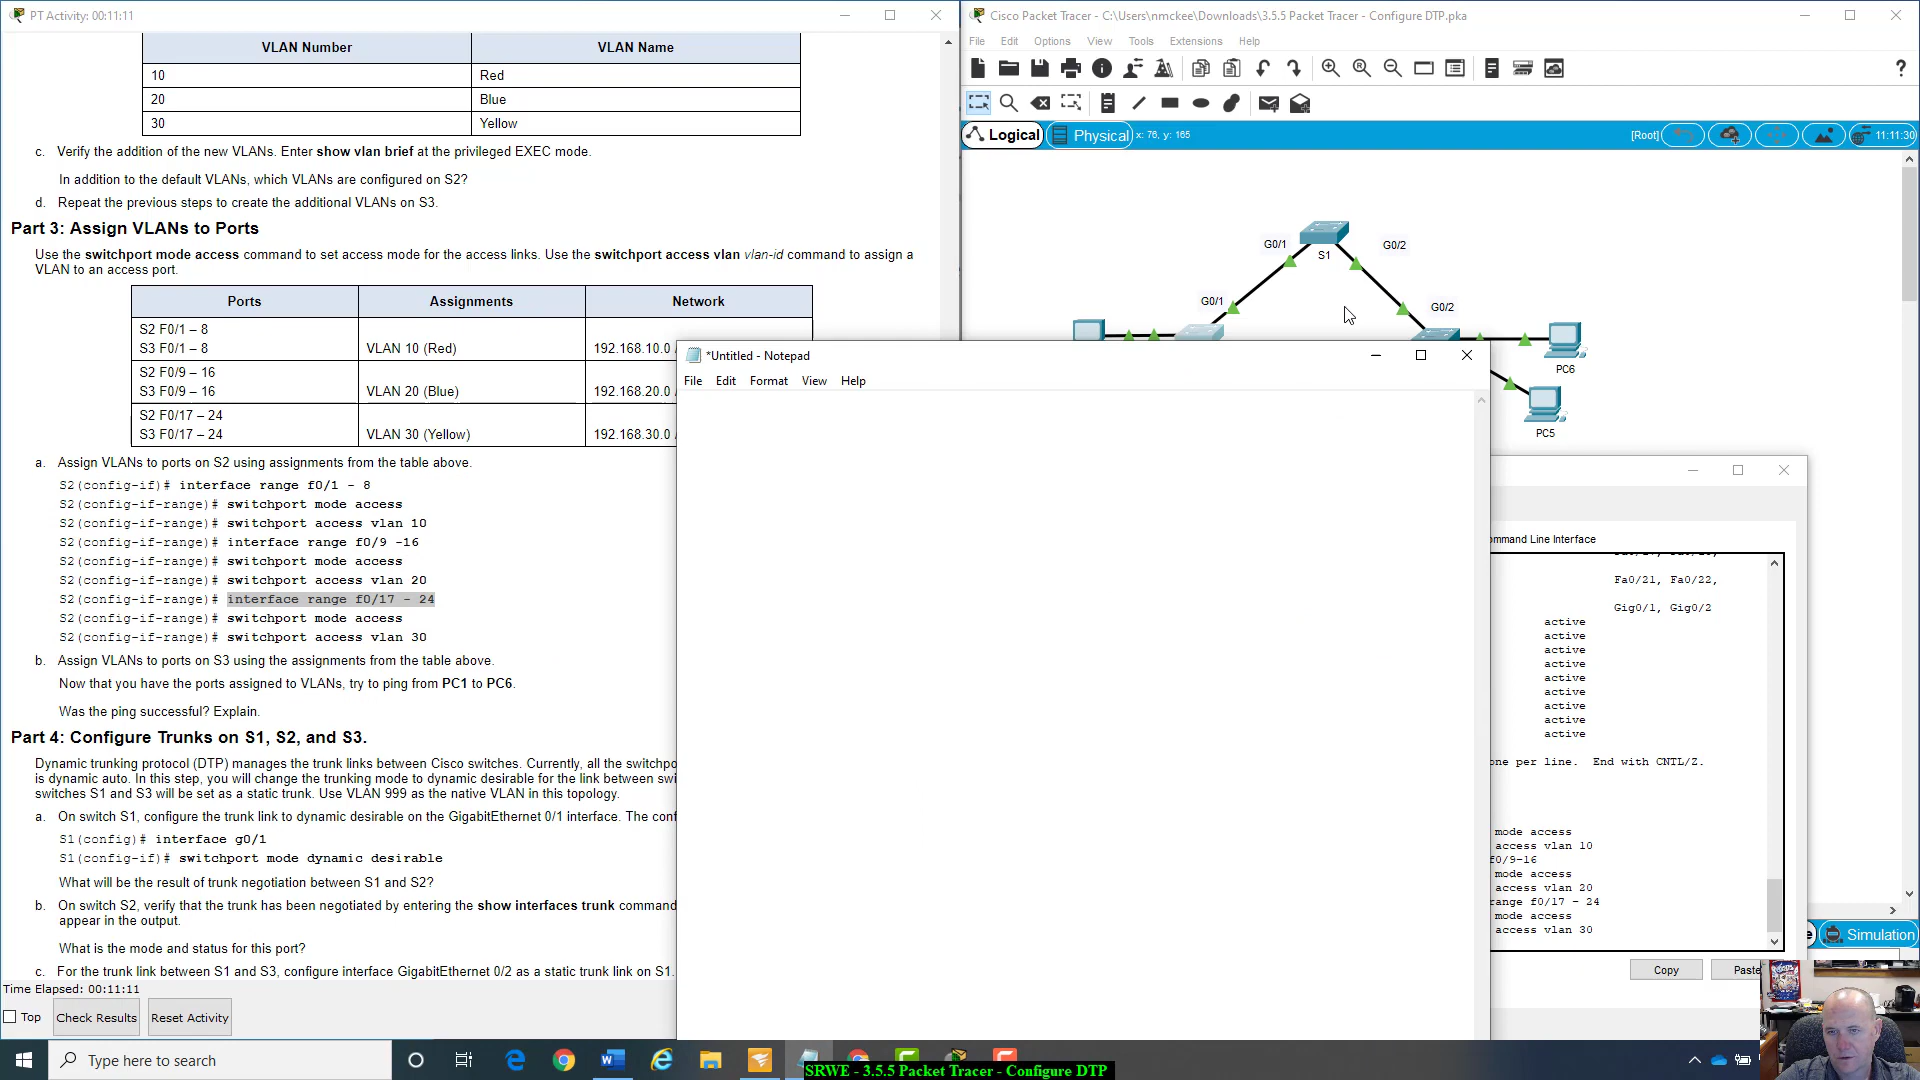 PT Activity: 00:11:11
VLAN Number VLAN Name
10 Red
20 Blue
30 Yellow
c. Verify the addition of the new VLANs. Enter show vlan brief at the privileged EXEC mode.
In addition to the default VLANs, which VLANs are configured on S2?
d. Repeat the previous steps to create the additional VLANs on S3.
Part 3: Assign VLANs to Ports
Use the switchport mode access command to set access mode for the access links. Use the switchport access vlan vlan-id command to assign a
VLAN to an access port.
Ports Assignments Network
S2 F0/1 – 8
S3 F0/1 – 8 VLAN 10 (Red) 192.168.10.0
S2 F0/9 – 16
S3 F0/9 – 16 VLAN 20 (Blue) 192.168.20.0 /
S2 F0/17 – 24
S3 F0/17 – 24 VLAN 30 (Yellow) 192.168.30.0 /
a. Assign VLANs to ports on S2 using assignments from the table above.
S2(config-if)# interface range f0/1 - 8
S2(config-if-range)# switchport mode access
S2(config-if-range)# switchport access vlan 10
S2(config-if-range)# interface range f0/9 -16
S2(config-if-range)# switchport mode access
S2(config-if-range)# switchport access vlan 20
S2(config-if-range)# interface range f0/17 - 24
S2(config-if-range)# switchport mode access
S2(config-if-range)# switchport access vlan 30
b. Assign VLANs to ports on S3 using the assignments from the table above.
Now that you have the ports assigned to VLANs, try to ping from PC1 to PC6.
Was the ping successful? Explain.
Part 4: Configure Trunks on S1, S2, and S3.
Dynamic trunking protocol (DTP) manages the trunk links between Cisco switches. Currently, all the switchpo
is dynamic auto. In this step, you will change the trunking mode to dynamic desirable for the link between swi
switches S1 and S3 will be set as a static trunk. Use VLAN 999 as the native VLAN in this topology.
a. On switch S1, configure the trunk link to dynamic desirable on the GigabitEthernet 0/1 interface. The conf
S1(config)# interface g0/1
S1(config-if)# switchport mode dynamic desirable
What will be the result of trunk negotiation between S1 and S2?
b. On switch S2, verify that the trunk has been negotiated by entering the show interfaces trunk command
appear in the output.
What is the mode and status for this port?
c. For the trunk link between S1 and S3, configure interface GigabitEthernet 0/2 as a static trunk link on S1.
Time Elapsed: 00:11:11
Top Check Results Reset Activity
Cisco Packet Tracer - C:\Users\nmckee\Downloads\3.5.5 Packet Tracer - Configure DTP.pka
File Edit Options View Tools Extensions Help
?
Logical Physical x: 76, y: 165 [Root] 11:11:30
G0/1 G0/2
S1
G0/1 G0/2
PC6
PC5
*Untitled - Notepad
File Edit Format View Help
ommand Line Interface
Fa0/21, Fa0/22,
Gig0/1, Gig0/2
active
active
active
active
active
active
active
active
active
one per line. End with CNTL/Z.
mode access
access vlan 10
f0/9-16
mode access
access vlan 20
range f0/17 - 24
mode access
access vlan 30
Copy Paste
e Simulation
Type here to search
SRWE - 3.5.5 Packet Tracer - Configure DTP